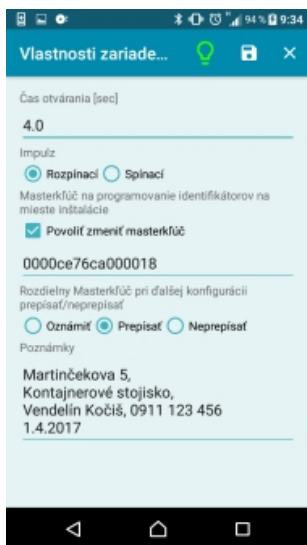 94 % 9:34
Vlastnosti zariade...
Čas otvárania [sec]
4.0
Impulz
Rozpínací Spínací
Masterkľúč na programovanie identifikátorov na
mieste inštalácie
Povoliť zmeniť masterkľúč
0000ce76ca000018
Rozdielny Masterkľúč pri ďalšej konfigurácii
prepísať/neprepísať
Oznámiť Prepísať Neprepísať
Poznámky
Martinčekova 5,
Kontajnerové stojisko,
Vendelín Kočiš, 0911 123 456
1.4.2017